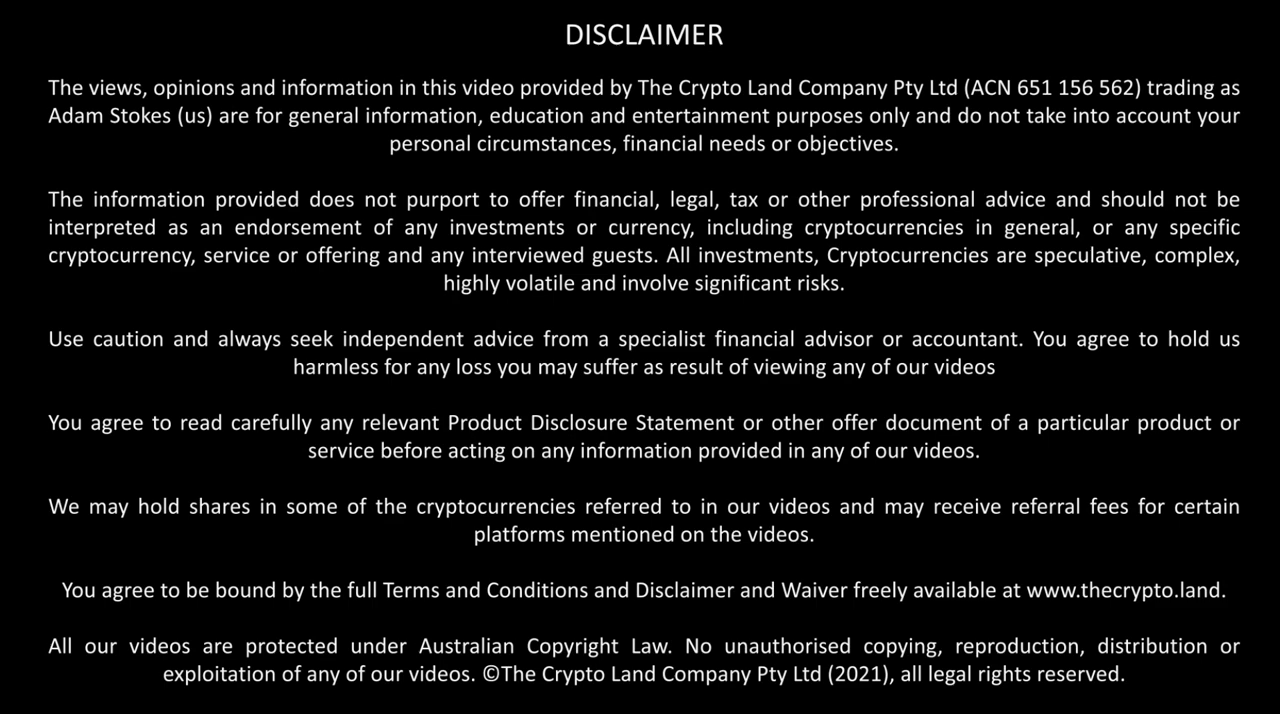 DISCLAIMER
The views, opinions and information in this video provided by The Crypto Land Company Pty Ltd (ACN 651 156 562) trading as
Adam Stokes (us) are for general information, education and entertainment purposes only and do not take into account your
personal circumstances, financial needs or objectives.
The information provided does not purport to offer financial, legal, tax or other professional advice and should not be
interpreted as an endorsement of any investments or currency, including cryptocurrencies in general, or any specific
cryptocurrency, service or offering and any interviewed guests. All investments, Cryptocurrencies are speculative, complex,
highly volatile and involve significant risks.
Use caution and always seek independent advice from a specialist financial advisor or accountant. You agree to hold us
harmless for any loss you may suffer as result of viewing any of our videos
You agree to read carefully any relevant Product Disclosure Statement or other offer document of a particular product or
service before acting on any information provided in any of our videos.
We may hold shares in some of the cryptocurrencies referred to in our videos and may receive referral fees for certain
platforms mentioned on the videos.
You agree to be bound by the full Terms and Conditions and Disclaimer and Waiver freely available at www.thecrypto.land.
All our videos are protected under Australian Copyright Law. No unauthorised copying, reproduction, distribution or
exploitation of any of our videos. ©The Crypto Land Company Pty Ltd (2021), all legal rights reserved.